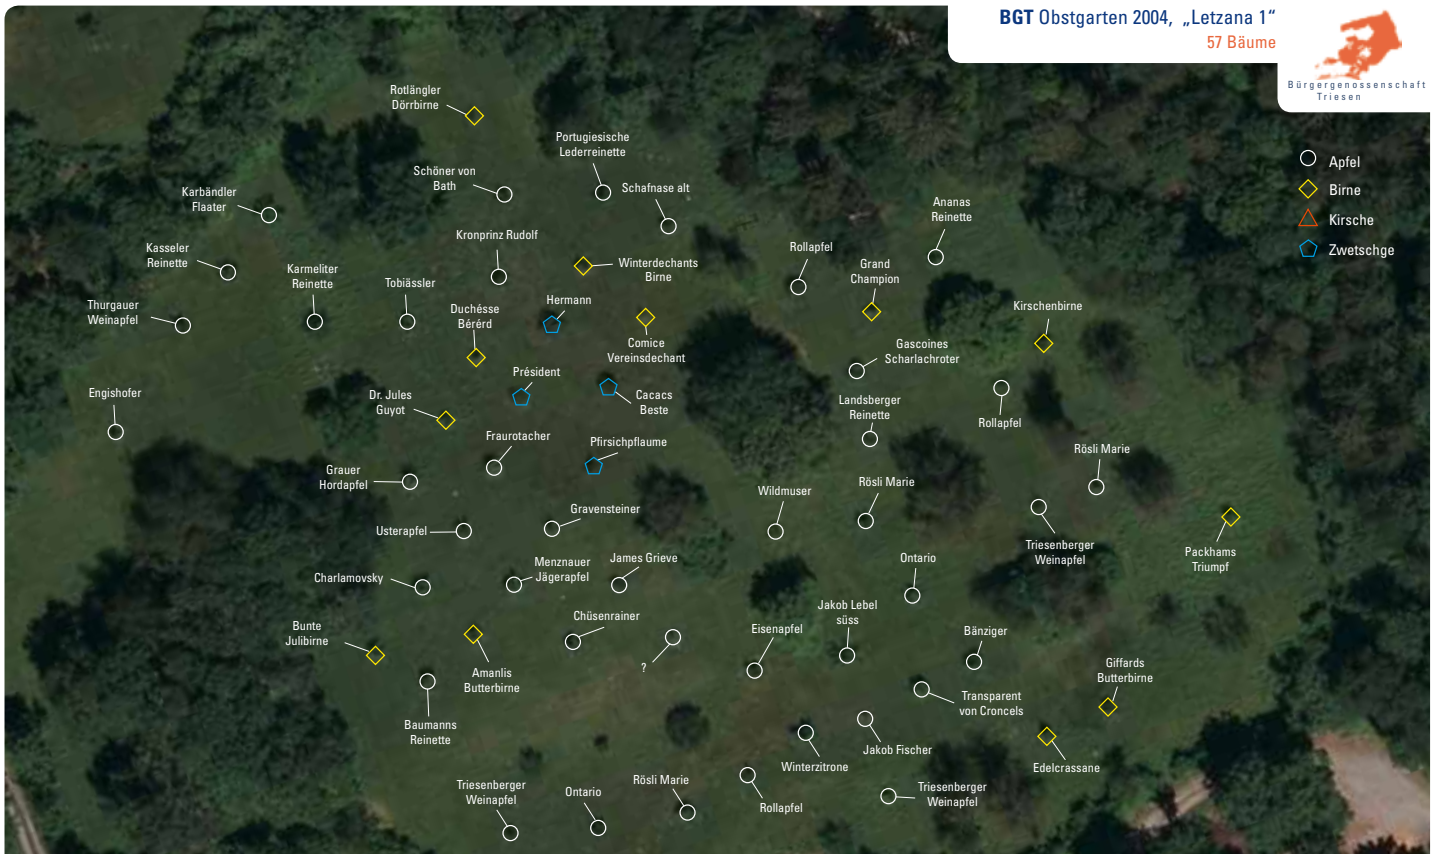 BGT Obstgarten 2004, „Letzana 1“
57 Bäume
Bürgergenossenschaft
Triesen
Apfel
Birne
Kirsche
Zwetschge
Rotlängler
Dörrbirne
Portugiesische
Lederreinette
Schöner von
Bath
Schafnase alt
Karbändler
Flaater
Ananas
Reinette
Kronprinz Rudolf
Rollapfel
Kasseler
Reinette
Karmeliter
Reinette
Tobiässler
Winterdechants
Birne
Grand
Champion
Thurgauer
Weinapfel
Duchésse
Bérérd
Hermann
Kirschenbirne
Comice
Vereinsdechant
Gascoines
Scharlachroter
Engishofer
Dr. Jules
Guyot
Président
Cacacs
Beste
Landsberger
Reinette
Rollapfel
Fraurotacher
Pfirsichpflaume
Rösli Marie
Grauer
Hordapfel
Wildmuser
Rösli Marie
Usterapfel
Gravensteiner
Triesenberger
Weinapfel
Packhams
Triumpf
Charlamovsky
Menznauer
Jägerapfel
James Grieve
Ontario
Bunte
Julibirne
Chüsenrainer
Jakob Lebel
süss
Eisenapfel
Bänziger
Amanlis
Butterbirne
?
Giffards
Butterbirne
Transparent
von Croncels
Baumanns
Reinette
Jakob Fischer
Winterzitrone
Edelcrassane
Triesenberger
Weinapfel
Ontario
Rösli Marie
Rollapfel
Triesenberger
Weinapfel